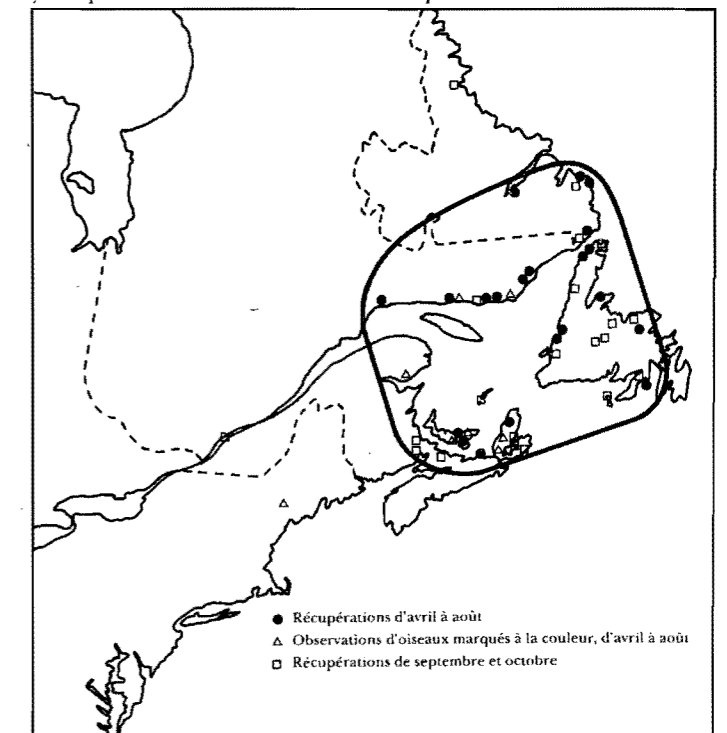 Récupérations d'avril à août
Observations d'oiseaux marqués à la couleur, d'avril à août
Récupérations de septembre et octobre